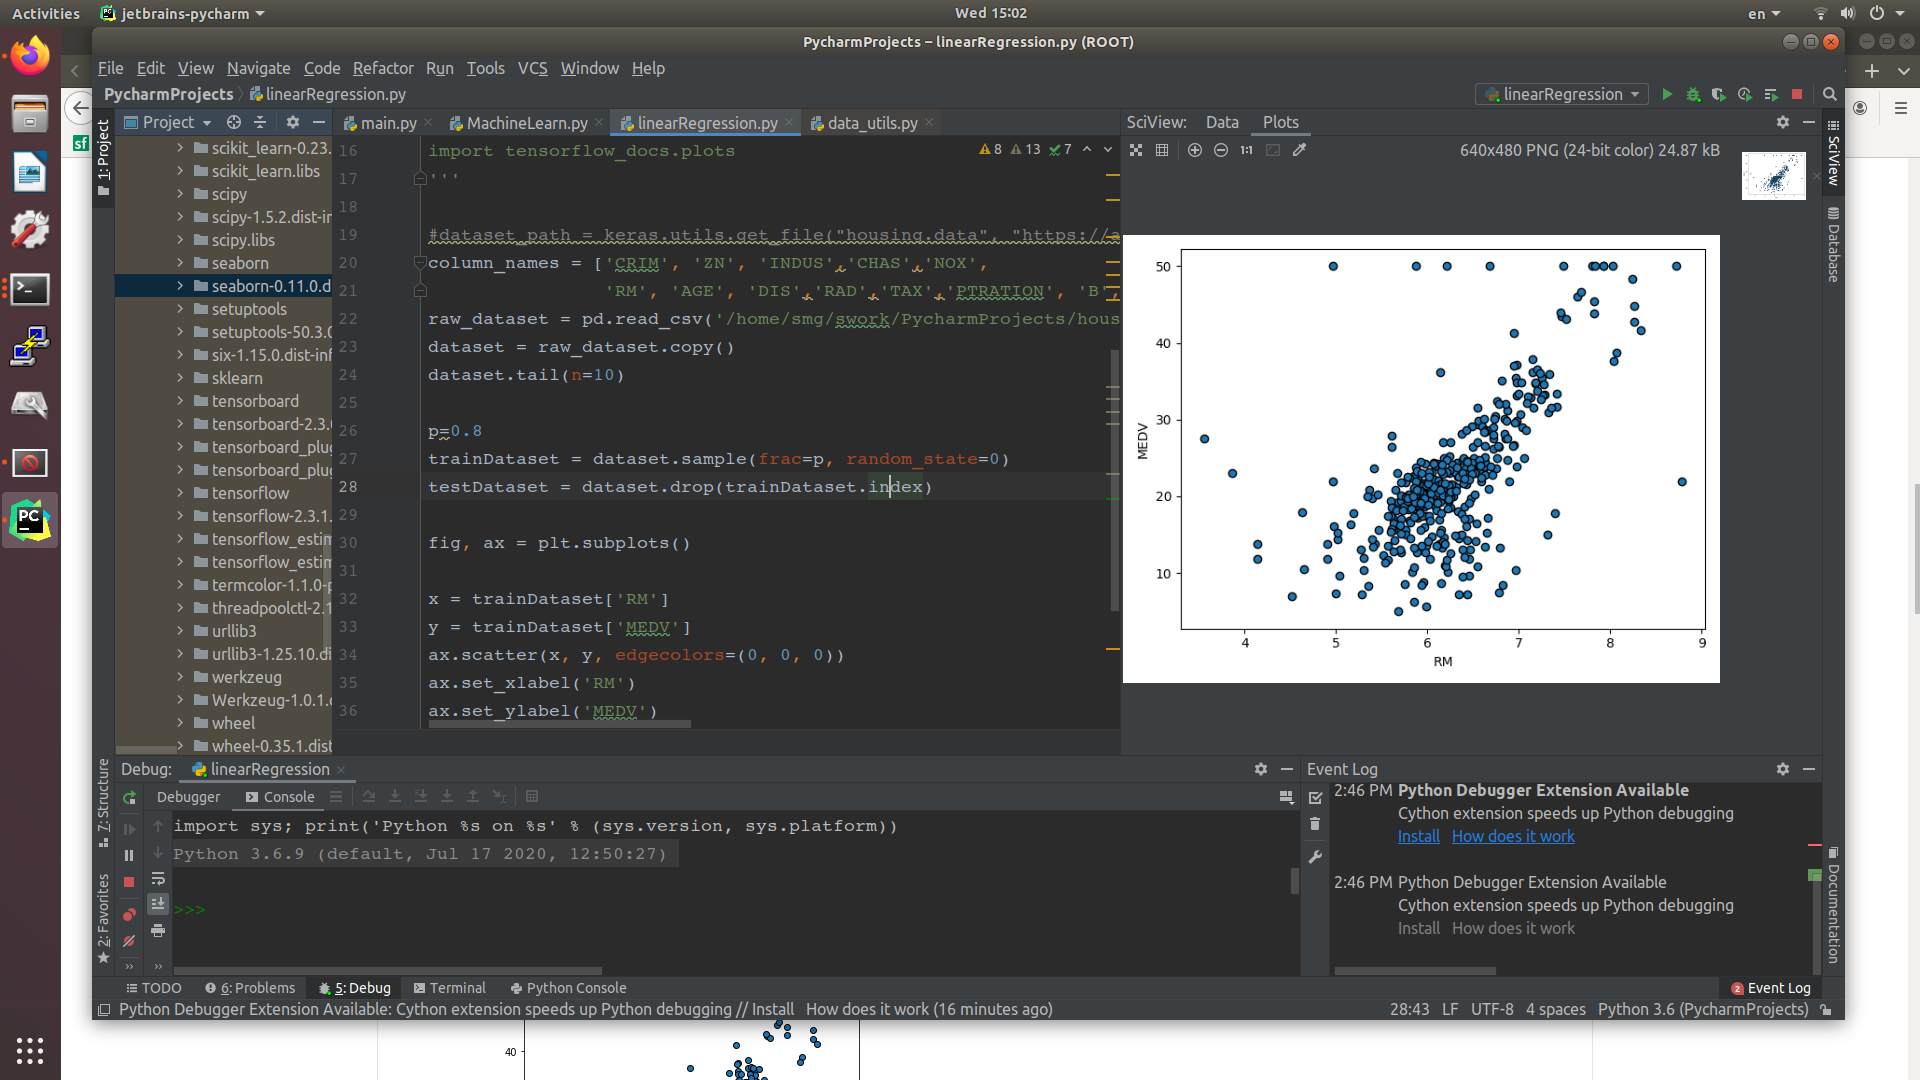 Activities
jetbrains-pycharm
Wed 15:02
en
PycharmProjects – linearRegression.py (ROOT)
File Edit View Navigate Code Refactor Run Tools VCS Window Help
PycharmProjects linearRegression.py
linearRegression
1: Project
Project
scikit_learn-0.23.
scikit_learn.libs
scipy
scipy-1.5.2.dist-in
scipy.libs
seaborn
seaborn-0.11.0.d
setuptools
setuptools-50.3.0
six-1.15.0.dist-inf
sklearn
tensorboard
tensorboard-2.3.0
tensorboard_plug
tensorboard_plug
tensorflow
tensorflow-2.3.1.
tensorflow_estim
tensorflow_estim
termcolor-1.1.0-p
threadpoolctl-2.1
urllib3
urllib3-1.25.10.di
werkzeug
Werkzeug-1.0.1.d
wheel
wheel-0.35.1.dist
main.py MachineLearn.py linearRegression.py data_utils.py
8 13 7
16 import tensorflow_docs.plots
17 '''
18
19 #dataset_path = keras.utils.get_file("housing.data", "https://a
20 column_names = ['CRIM', 'ZN', 'INDUS','CHAS','NOX',
21 'RM', 'AGE', 'DIS','RAD','TAX','PTRATION', 'B',
22 raw_dataset = pd.read_csv('/home/smg/swork/PycharmProjects/hous
23 dataset = raw_dataset.copy()
24 dataset.tail(n=10)
25
26 p=0.8
27 trainDataset = dataset.sample(frac=p, random_state=0)
28 testDataset = dataset.drop(trainDataset.index)
29
30 fig, ax = plt.subplots()
31
32 x = trainDataset['RM']
33 y = trainDataset['MEDV']
34 ax.scatter(x, y, edgecolors=(0, 0, 0))
35 ax.set_xlabel('RM')
36 ax.set_ylabel('MEDV')
SciView: Data Plots
1:1
640x480 PNG (24-bit color) 24.87 kB
50
40
30
20
10
MEDV
4 5 6 7 8 9
RM
SciView
Database
Documentation
7: Structure
2: Favorites
Debug: linearRegression
Debugger Console
import sys; print('Python %s on %s' % (sys.version, sys.platform))
Python 3.6.9 (default, Jul 17 2020, 12:50:27)
>>>
Event Log
2:46 PM Python Debugger Extension Available
Cython extension speeds up Python debugging
Install How does it work
2:46 PM Python Debugger Extension Available
Cython extension speeds up Python debugging
Install How does it work
TODO 6: Problems 5: Debug Terminal Python Console
2 Event Log
Python Debugger Extension Available: Cython extension speeds up Python debugging // Install How does it work (16 minutes ago)
28:43 LF UTF-8 4 spaces Python 3.6 (PycharmProjects)
sf
PC
40